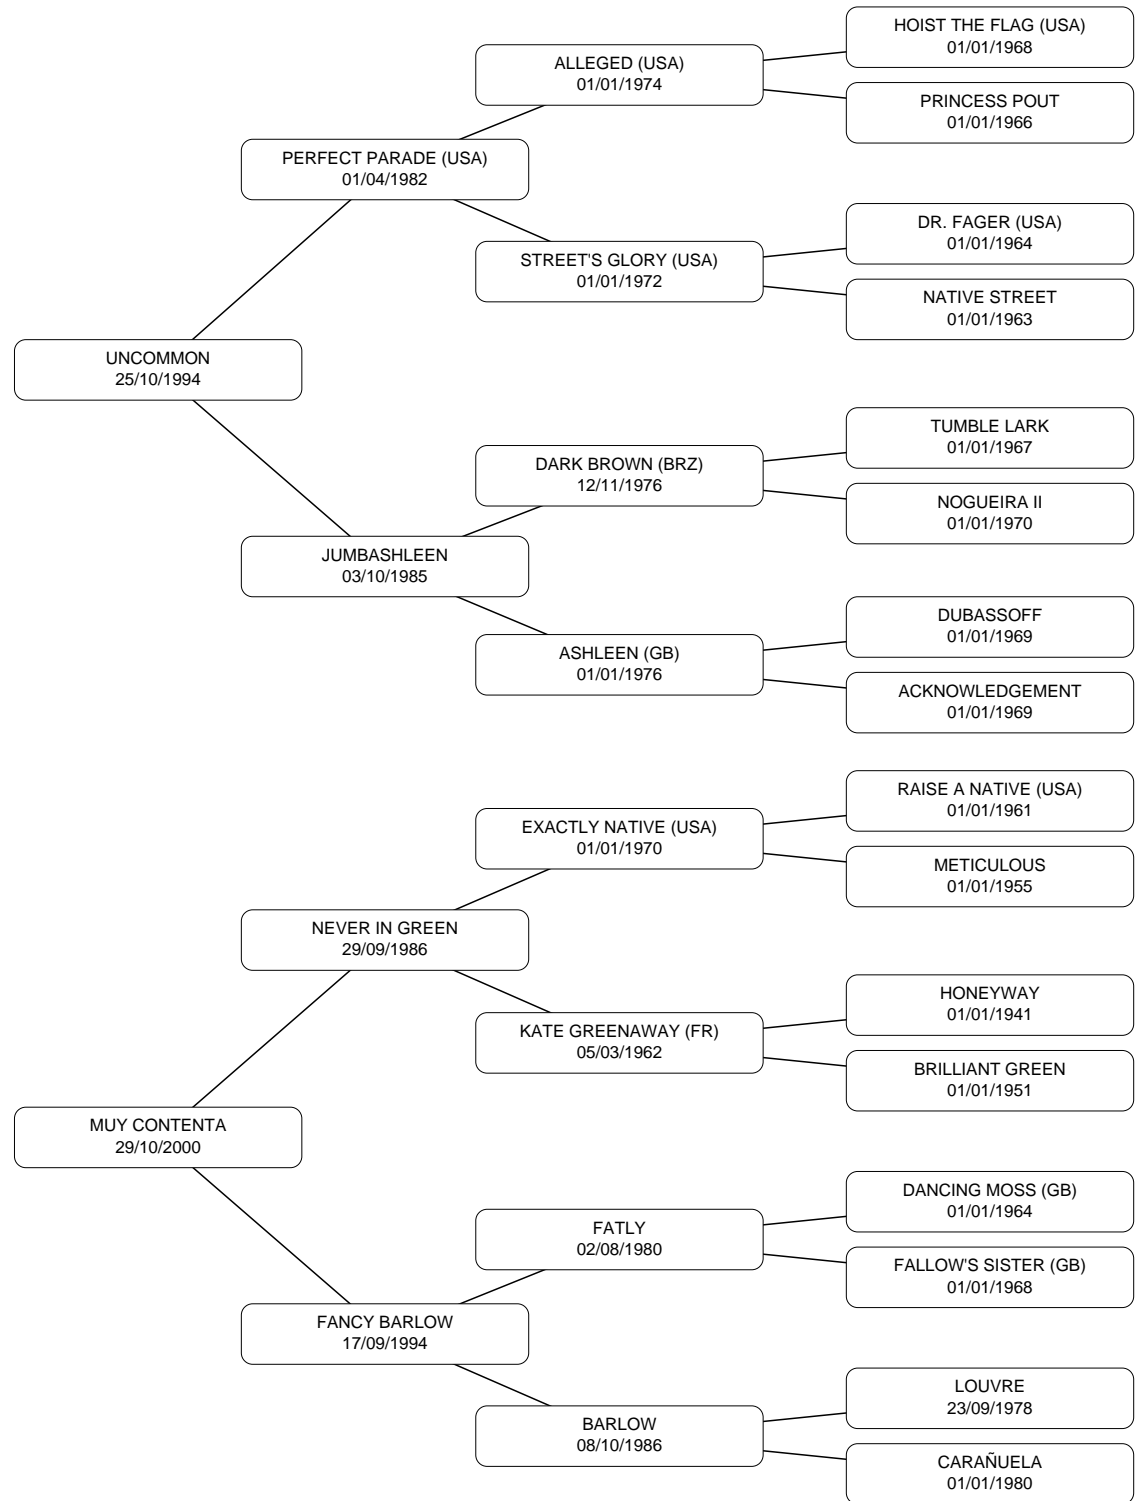 HOIST THE FLAG (USA)
01/01/1968
ALLEGED (USA)
01/01/1974
PRINCESS POUT
01/01/1966
PERFECT PARADE (USA)
01/04/1982
DR. FAGER (USA)
01/01/1964
STREET'S GLORY (USA)
01/01/1972
NATIVE STREET
01/01/1963
UNCOMMON
25/10/1994
TUMBLE LARK
01/01/1967
DARK BROWN (BRZ)
12/11/1976
NOGUEIRA II
01/01/1970
JUMBASHLEEN
03/10/1985
DUBASSOFF
01/01/1969
ASHLEEN (GB)
01/01/1976
ACKNOWLEDGEMENT
01/01/1969
RAISE A NATIVE (USA)
01/01/1961
EXACTLY NATIVE (USA)
01/01/1970
METICULOUS
01/01/1955
NEVER IN GREEN
29/09/1986
HONEYWAY
01/01/1941
KATE GREENAWAY (FR)
05/03/1962
BRILLIANT GREEN
01/01/1951
MUY CONTENTA
29/10/2000
DANCING MOSS (GB)
01/01/1964
FATLY
02/08/1980
FALLOW'S SISTER (GB)
01/01/1968
FANCY BARLOW
17/09/1994
LOUVRE
23/09/1978
BARLOW
08/10/1986
CARAÑUELA
01/01/1980